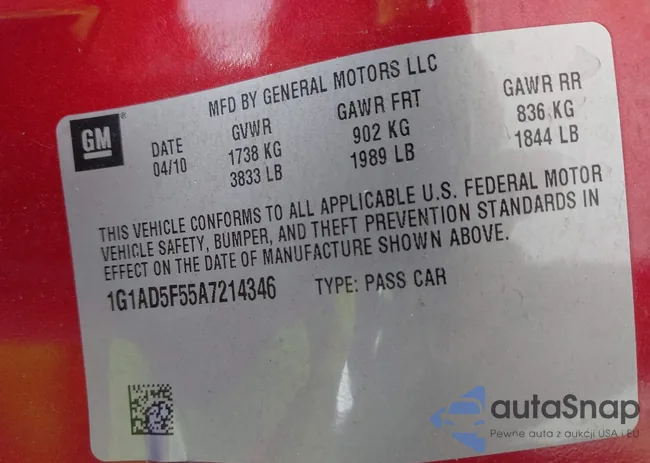 MFD BY GENERAL MOTORS LLC
GM
DATE GVWR GAWR FRT GAWR RR
04/10 1738 KG 902 KG 836 KG
3833 LB 1989 LB 1844 LB
THIS VEHICLE CONFORMS TO ALL APPLICABLE U.S. FEDERAL MOTOR
VEHICLE SAFETY, BUMPER, AND THEFT PREVENTION STANDARDS IN
EFFECT ON THE DATE OF MANUFACTURE SHOWN ABOVE.
1G1AD5F55A7214346 TYPE: PASS CAR
autaSnap
Pewne auta z aukcji USA i EU